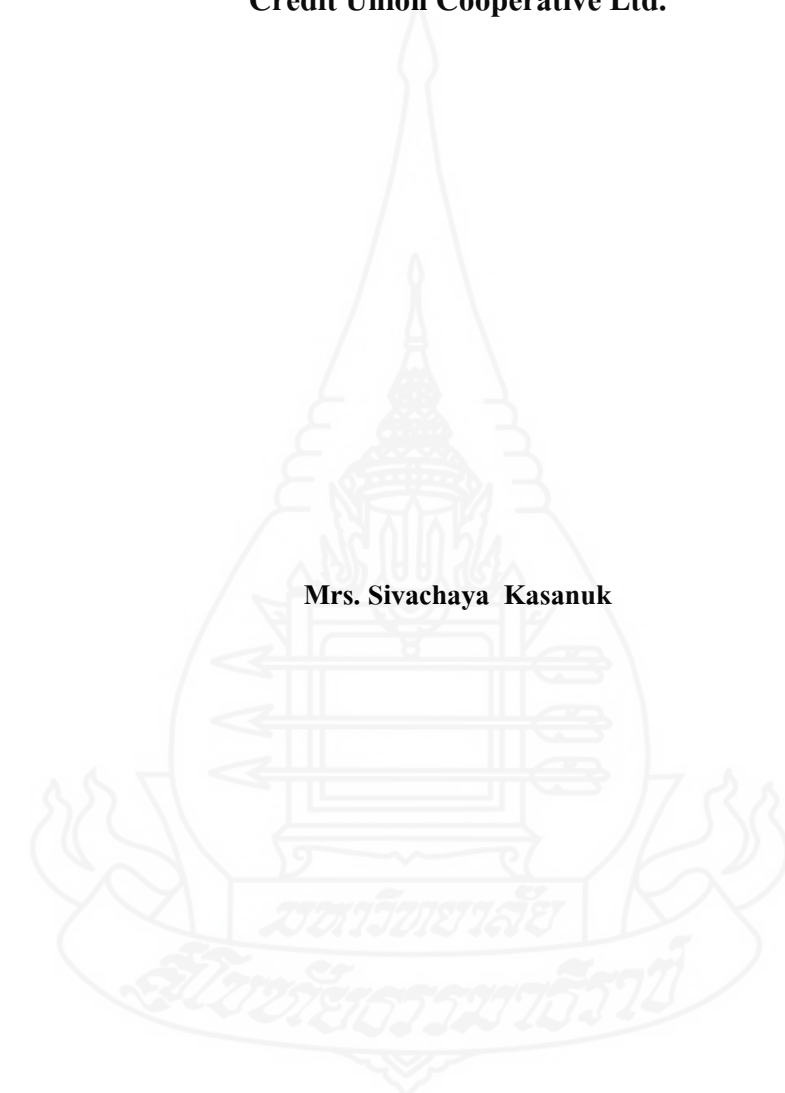 Credit Union Cooperative Ltd.
Mrs. Sivachaya Kasanuk
มหาวิทยาลัย
สุโขทัยธรรมาธิราช